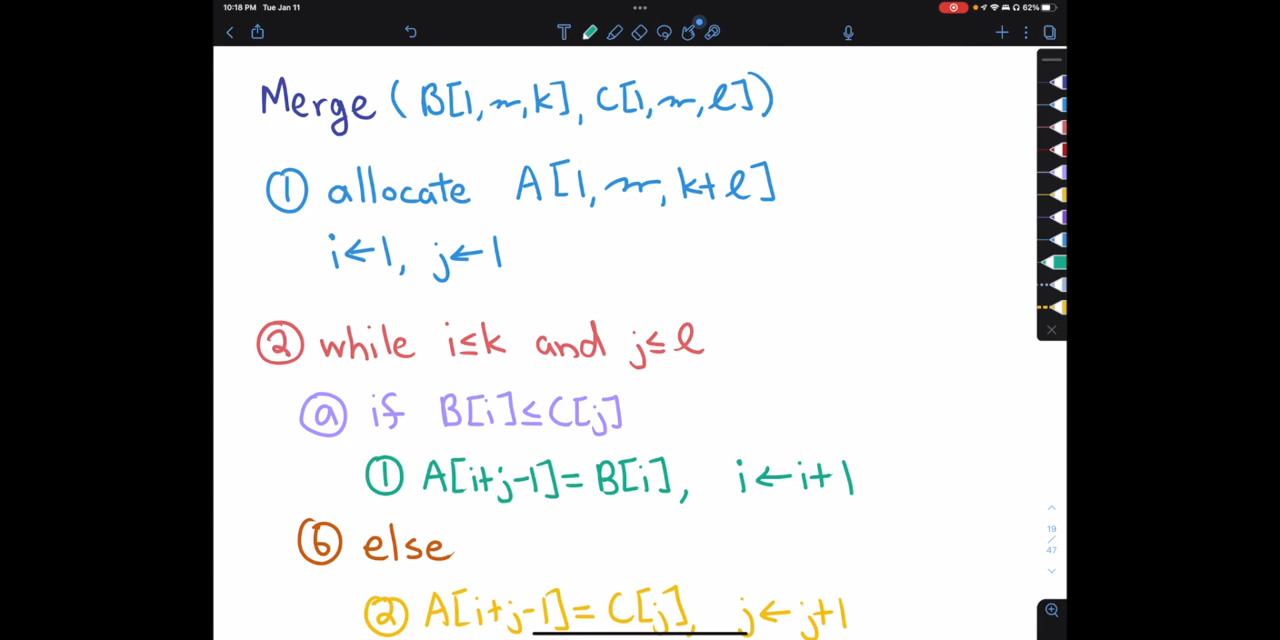 10:18 PM Tue Jan 11
62%
Merge (B[1, ~, k], C[1, ~, l])
① allocate A[1, ~, k+l]
i←1, j←1
② while i≤k and j≤l
ⓐ if B[i]≤C[j]
① A[i+j-1]=B[i], i←i+1
ⓑ else
② A[i+j-1]=C[j], j←j+1
19
/
47